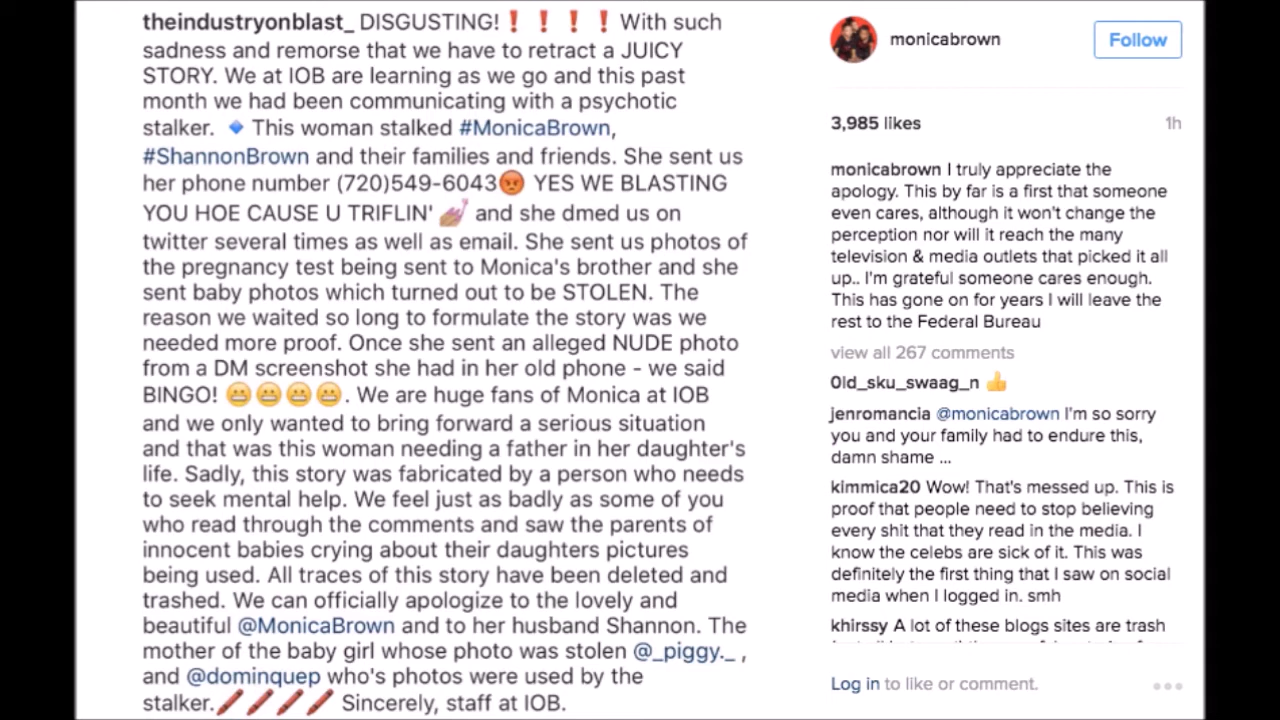 theindustryonblast_ DISGUSTING!❗❗❗❗With such
sadness and remorse that we have to retract a JUICY
STORY. We at IOB are learning as we go and this past
month we had been communicating with a psychotic
stalker. 🔹This woman stalked #MonicaBrown,
#ShannonBrown and their families and friends. She sent us
her phone number (720)549-6043😡 YES WE BLASTING
YOU HOE CAUSE U TRIFLIN' 💅 and she dmed us on
twitter several times as well as email. She sent us photos of
the pregnancy test being sent to Monica's brother and she
sent baby photos which turned out to be STOLEN. The
reason we waited so long to formulate the story was we
needed more proof. Once she sent an alleged NUDE photo
from a DM screenshot she had in her old phone - we said
BINGO! 😬😬😬😬. We are huge fans of Monica at IOB
and we only wanted to bring forward a serious situation
and that was this woman needing a father in her daughter's
life. Sadly, this story was fabricated by a person who needs
to seek mental help. We feel just as badly as some of you
who read through the comments and saw the parents of
innocent babies crying about their daughters pictures
being used. All traces of this story have been deleted and
trashed. We can officially apologize to the lovely and
beautiful @MonicaBrown and to her husband Shannon. The
mother of the baby girl whose photo was stolen @_piggy._ ,
and @dominquep who's photos were used by the
stalker.🖍🖍🖍🖍 Sincerely, staff at IOB.
monicabrown
Follow
3,985 likes
1h
monicabrown I truly appreciate the
apology. This by far is a first that someone
even cares, although it won't change the
perception nor will it reach the many
television & media outlets that picked it all
up.. I'm grateful someone cares enough.
This has gone on for years I will leave the
rest to the Federal Bureau
view all 267 comments
0ld_sku_swaag_n 👍
jenromancia @monicabrown I'm so sorry
you and your family had to endure this,
damn shame ...
kimmica20 Wow! That's messed up. This is
proof that people need to stop believing
every shit that they read in the media. I
know the celebs are sick of it. This was
definitely the first thing that I saw on social
media when I logged in. smh
khirssy A lot of these blogs sites are trash
Log in to like or comment.